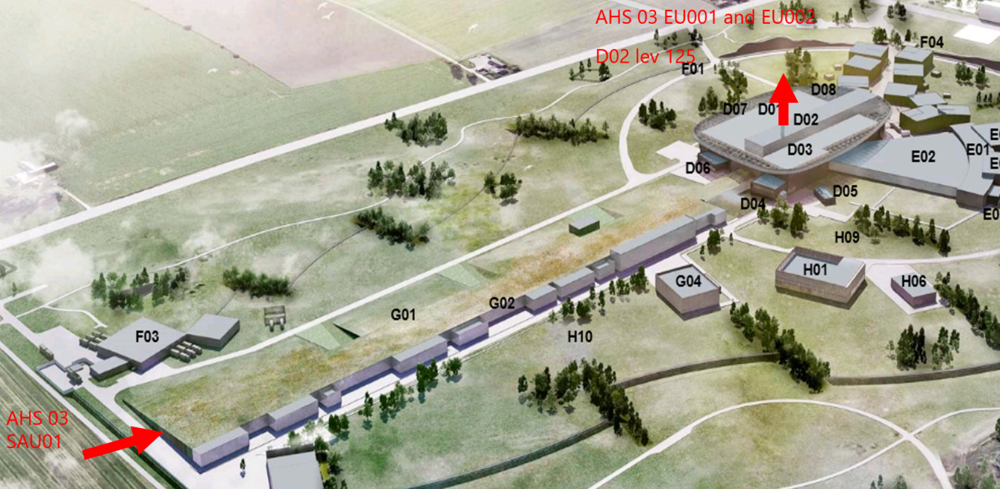 AHS 03 EU001 and EU002
D02 lev 125
F04
F01
D08
D07
D01
D02
D03
E02
E01
D06
D05
D04
H09
H01
H06
G04
G02
G01
H10
F03
AHS 03
SAU01